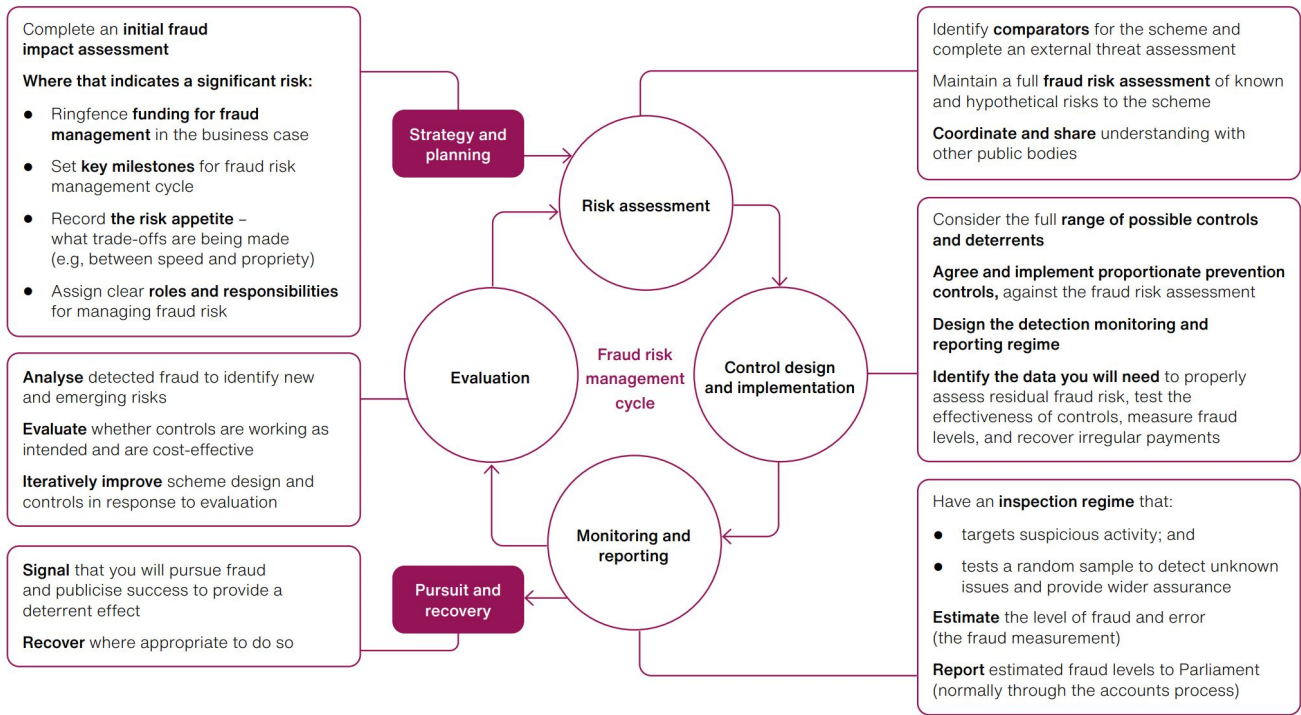 Complete an initial fraud
impact assessment
Where that indicates a significant risk:
● Ringfence funding for fraud
management in the business case
● Set key milestones for fraud risk
management cycle
● Record the risk appetite –
what trade-offs are being made
(e.g, between speed and propriety)
● Assign clear roles and responsibilities
for managing fraud risk
Strategy and
planning
Risk assessment
Identify comparators for the scheme and
complete an external threat assessment
Maintain a full fraud risk assessment of known
and hypothetical risks to the scheme
Coordinate and share understanding with
other public bodies
Fraud risk
management
cycle
Control design
and implementation
Consider the full range of possible controls
and deterrents
Agree and implement proportionate prevention
controls, against the fraud risk assessment
Design the detection monitoring and
reporting regime
Identify the data you will need to properly
assess residual fraud risk, test the
effectiveness of controls, measure fraud
levels, and recover irregular payments
Monitoring and
reporting
Have an inspection regime that:
● targets suspicious activity; and
● tests a random sample to detect unknown
issues and provide wider assurance
Estimate the level of fraud and error
(the fraud measurement)
Report estimated fraud levels to Parliament
(normally through the accounts process)
Evaluation
Analyse detected fraud to identify new
and emerging risks
Evaluate whether controls are working as
intended and are cost-effective
Iteratively improve scheme design and
controls in response to evaluation
Pursuit and
recovery
Signal that you will pursue fraud
and publicise success to provide a
deterrent effect
Recover where appropriate to do so